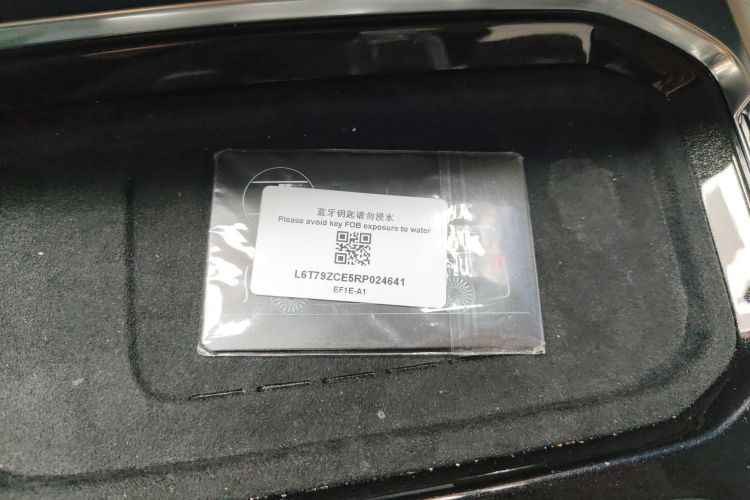 蓝牙钥匙请勿浸水
Please avoid key FOB exposure to water
L6T79ZCE5RP024641
EF1E-A1